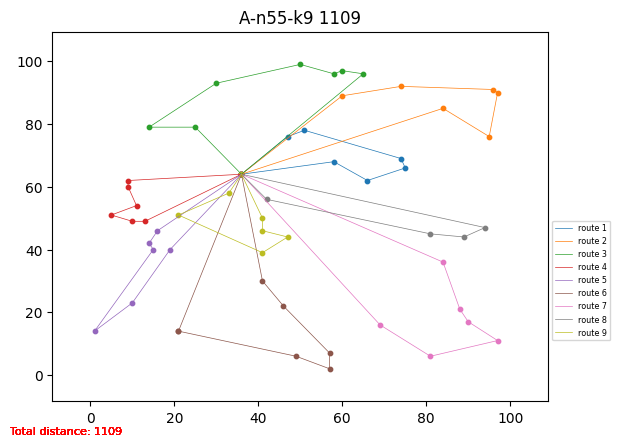 A-n55-k9 1109
100
80
60
40
20
0
0 20 40 60 80 100
route 1
route 2
route 3
route 4
route 5
route 6
route 7
route 8
route 9
Total distance: 1109